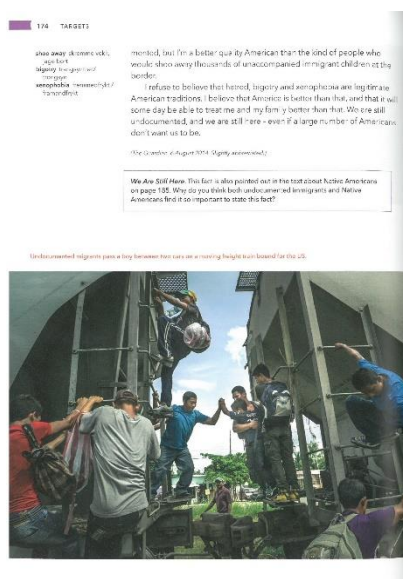 174 TARGETS
shoo away skremme vekk,
jage bort
bigotry trangsynthet/
xenophobia fremmedfrykt/
framandfrykt
mented, but I'm a better quality American than the kind of people who
would shoo away thousands of unaccompanied immigrant children at the
border.
I refuse to believe that hatred, bigotry and xenophobia are legitimate
American traditions. I believe that America is better than that, and that it will
some day be able to treat me and my family better than that. We are still
undocumented, and we are still here - even if a large number of Americans
don't want us to be.
(The Guardian, 6 August 2014. Slightly abbreviated.)
We Are Still Here. This fact is also pointed out in the text about Native Americans
on page 185. Why do you think both undocumented immigrants and Native
Americans find it so important to state this fact?
Undocumented migrants pass a boy between two cars on a moving freight train bound for the US.